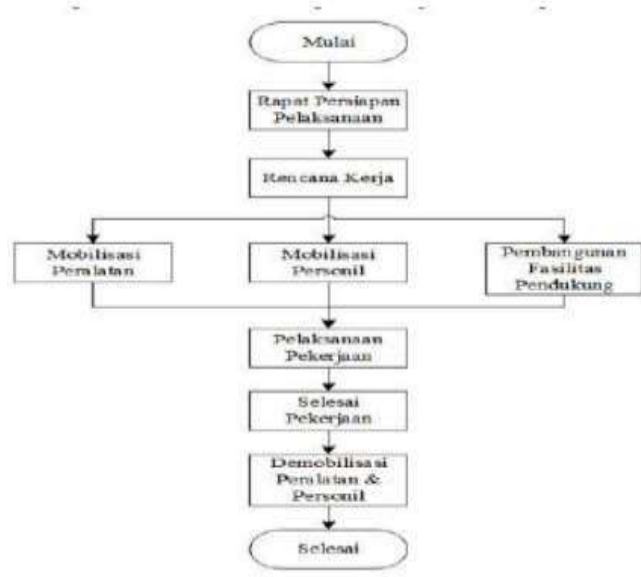 Mulai
Rapat Persiapan
Pelaksanaan
Rencana Kerja
Mobilisasi
Peralatan
Mobilisasi
Personil
Pembangunan
Fasilitas
Pendukung
Pelaksanaan
Pekerjaan
Selesai
Pekerjaan
Demobilisasi
Peralatan &
Personil
Selesai